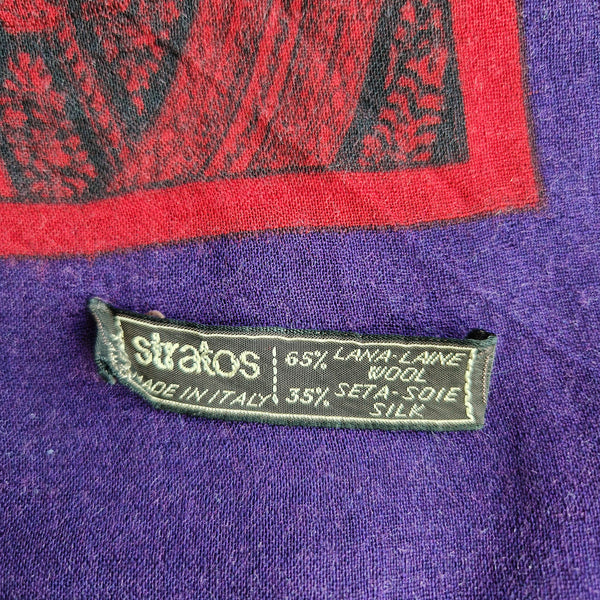 stratos
MADE IN ITALY
65% LANA-LAINE
WOOL
35% SETA-SOIE
SILK